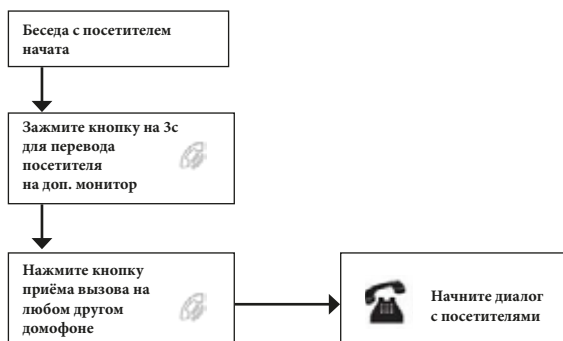 Беседа с посетителем
начата
Зажмите кнопку на 3с
для перевода
посетителя
на доп. монитор
Нажмите кнопку
приёма вызова на
любом другом
домофоне
Начните диалог
с посетителями